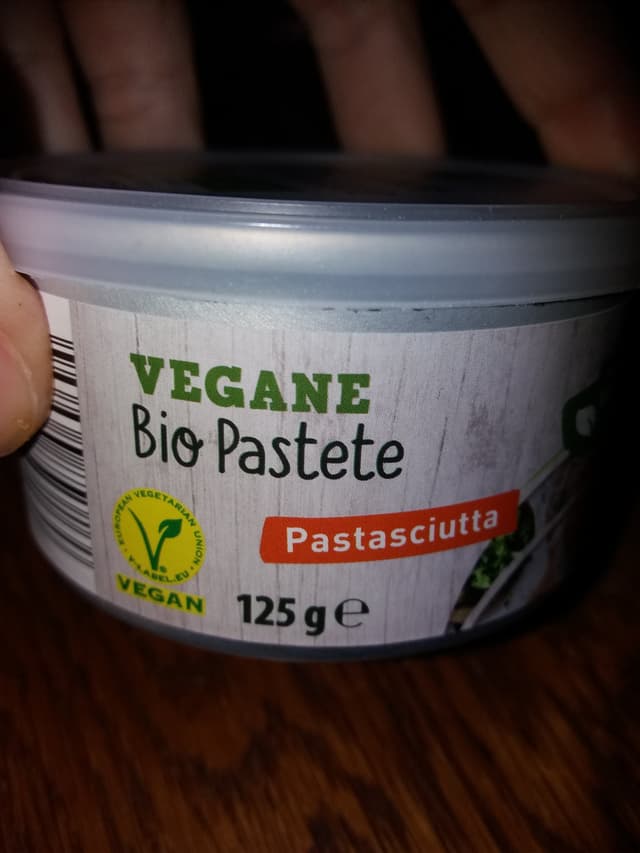 VEGANE
Bio Pastete
EUROPEAN VEGETARIAN UNION
V-LABEL.EU
VEGAN
Pastasciutta
125 g ℮